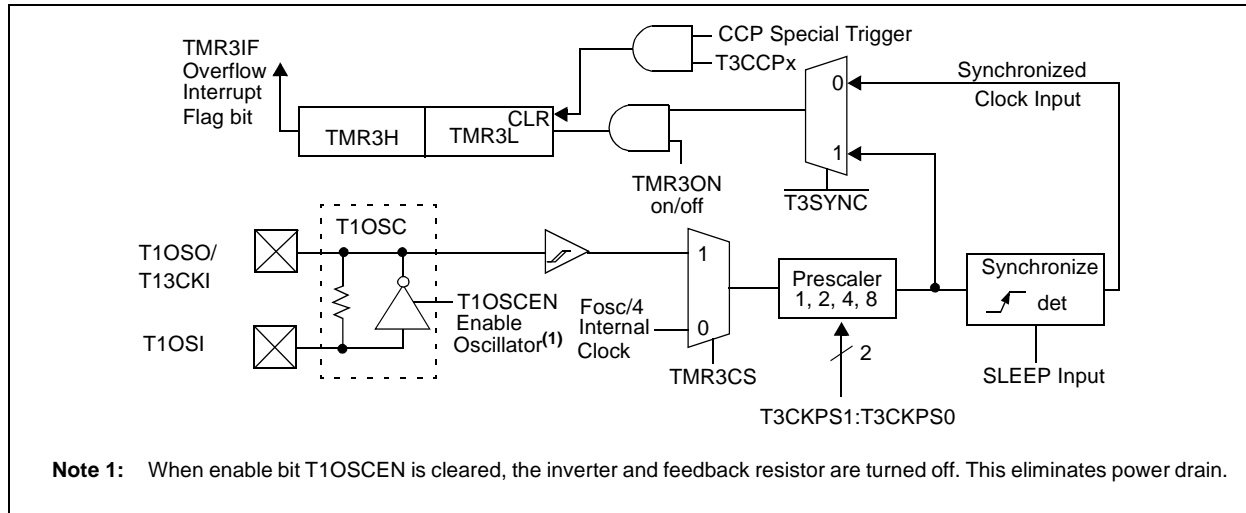 TMR3IF
Overflow
Interrupt
Flag bit
CCP Special Trigger
T3CCPx
CLR
TMR3H
TMR3L
TMR3ON
on/off
0
1
T3SYNC
Synchronized
Clock Input
T1OSC
T1OSO/
T13CKI
T1OSI
T1OSCEN
Enable
Oscillator(1)
Fosc/4
Internal
Clock
1
0
TMR3CS
Prescaler
1, 2, 4, 8
2
T3CKPS1:T3CKPS0
Synchronize
det
SLEEP Input
Note 1: When enable bit T1OSCEN is cleared, the inverter and feedback resistor are turned off. This eliminates power drain.